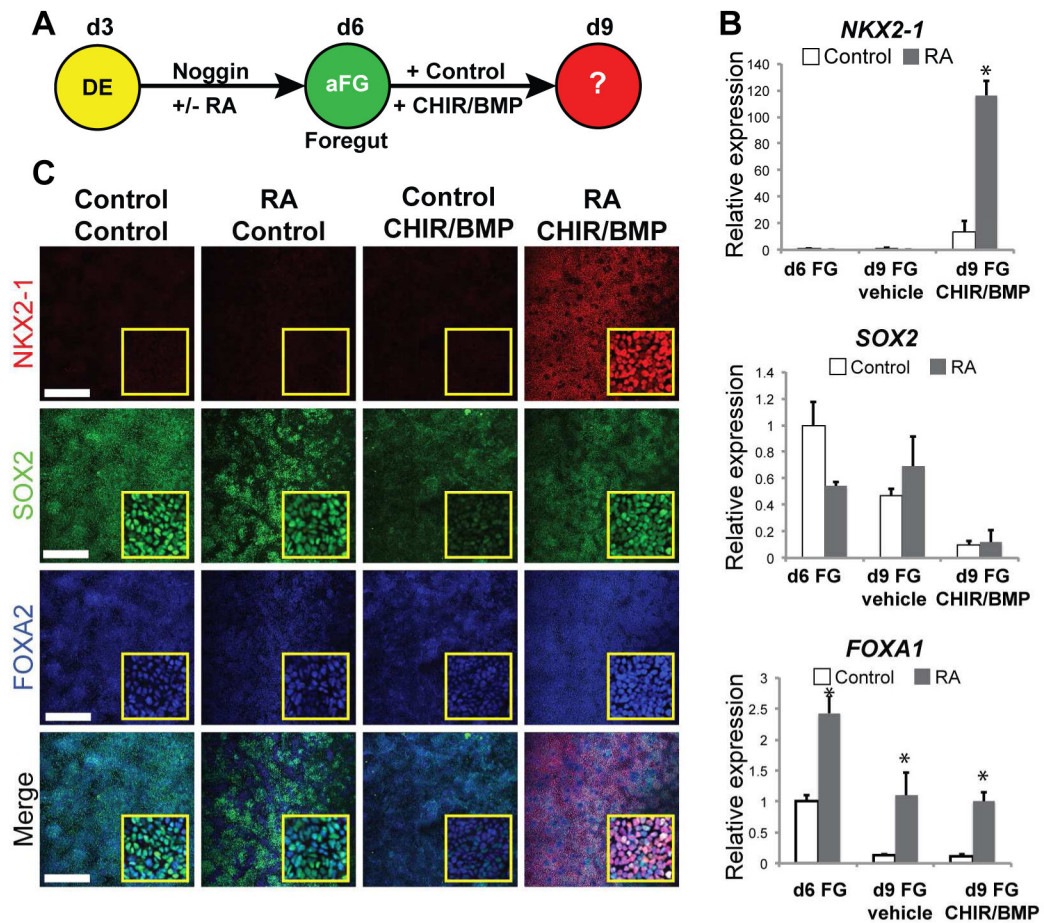 A
d3
d6
d9
DE
Noggin
+/- RA
aFG
+ Control
+ CHIR/BMP
?
Foregut
C
Control
Control
RA
Control
Control
CHIR/BMP
RA
CHIR/BMP
NKX2-1
SOX2
FOXA2
Merge
B
NKX2-1
Control RA
Relative expression
140
120
100
80
60
40
20
0
*
d6 FG
d9 FG
vehicle
d9 FG
CHIR/BMP
SOX2
Control RA
Relative expression
1.4
1.2
1
0.8
0.6
0.4
0.2
0
d6 FG
d9 FG
vehicle
d9 FG
CHIR/BMP
FOXA1
Control RA
Relative expression
3
2.5
2
1.5
1
0.5
0
*
*
*
d6 FG
d9 FG
vehicle
d9 FG
CHIR/BMP